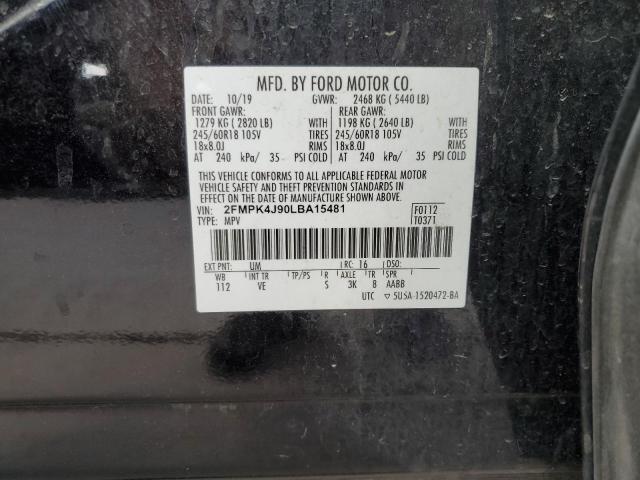 MFD. BY FORD MOTOR CO.
DATE: 10/19 GVWR: 2468 KG ( 5440 LB)
FRONT GAWR: REAR GAWR:
1279 KG ( 2820 LB) WITH 1198 KG ( 2640 LB) WITH
245/60R18 105V TIRES 245/60R18 105V TIRES
18x8.0J RIMS 18x8.0J RIMS
AT 240 kPa/ 35 PSI COLD AT 240 kPa/ 35 PSI COLD
THIS VEHICLE CONFORMS TO ALL APPLICABLE FEDERAL MOTOR
VEHICLE SAFETY AND BUMPER AND THEFT PREVENTION STANDARDS IN
EFFECT ON THE DATE OF MANUFACTURE SHOWN ABOVE.
VIN: 2FMPK4J90LBA15481 F0112
TYPE: MPV T0371
EXT PNT: UM RC: 16 DSO:
WB INT TR TP/PS R AXLE TR SPR
112 VE S 3K 8 AABB
UTC ▽ 5USA-1520472-BA